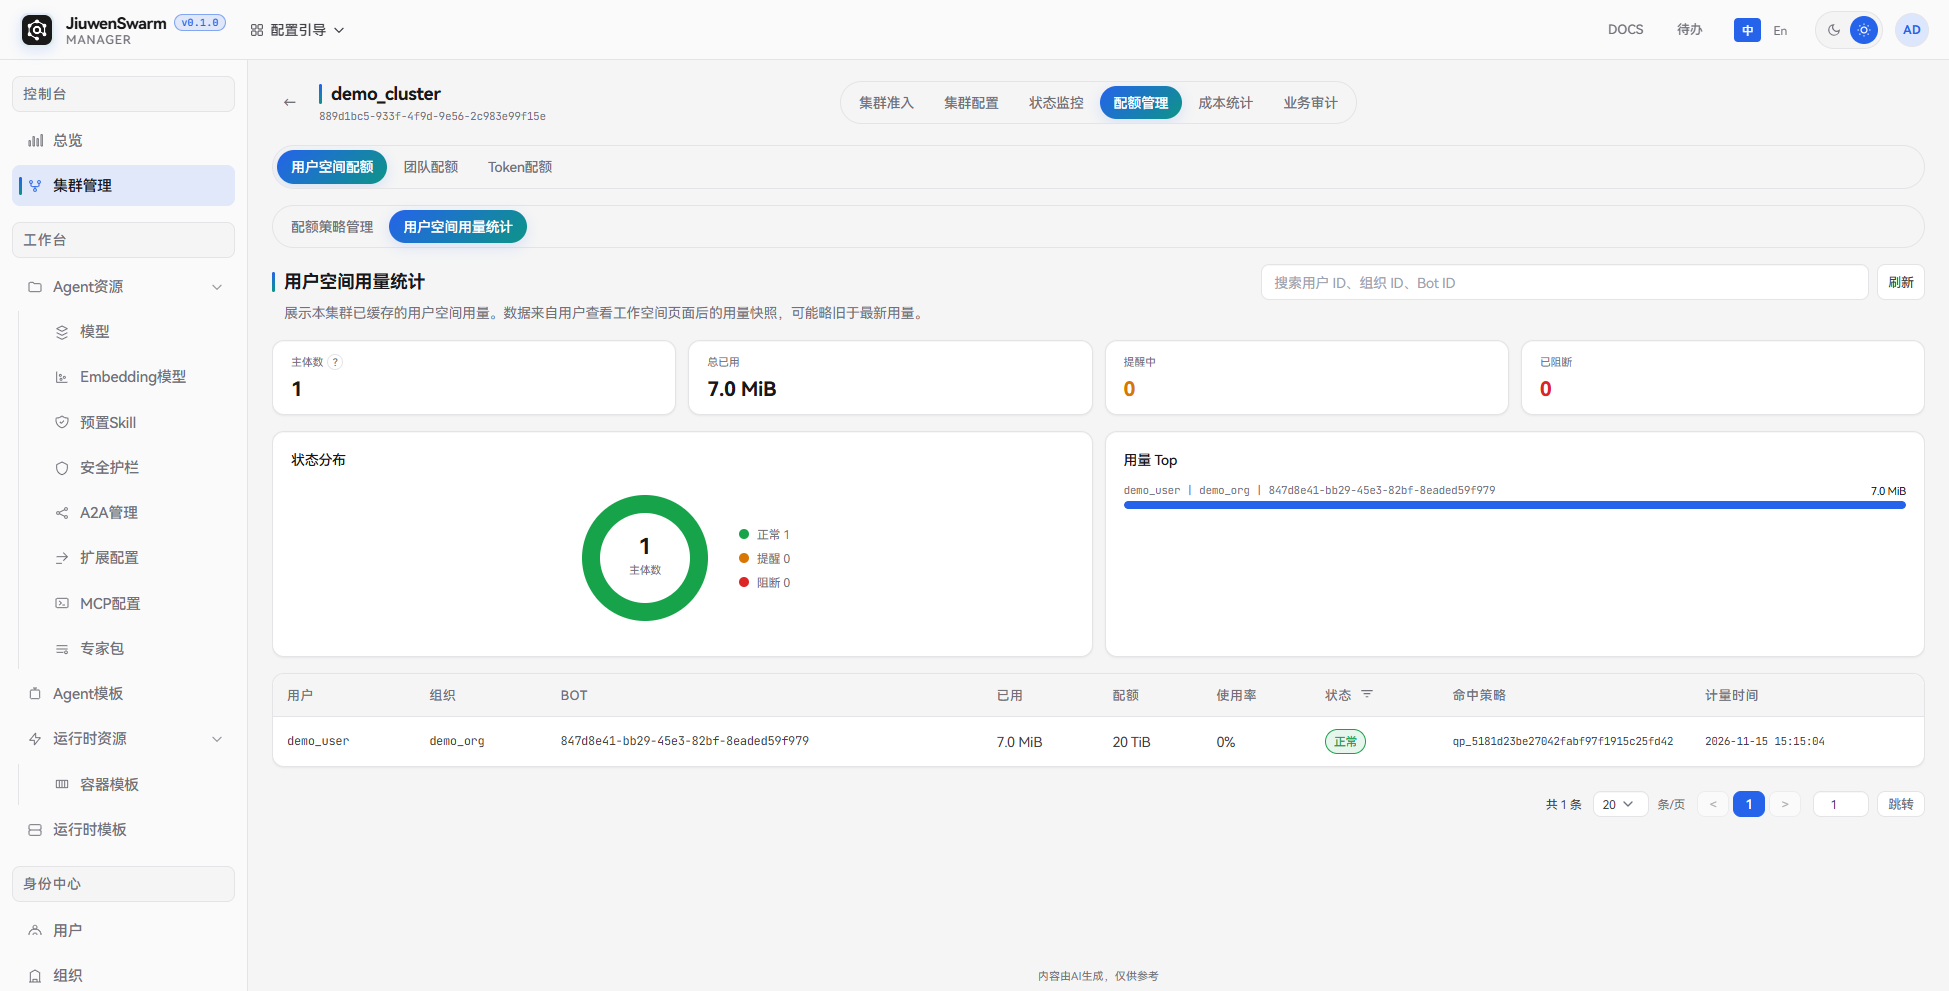 JiuwenSwarm v0.1.0
MANAGER
配置引导
DOCS
待办
中
En
AD
控制台
总览
集群管理
工作台
Agent资源
模型
Embedding模型
预置Skill
安全护栏
A2A管理
扩展配置
MCP配置
专家包
Agent模板
运行时资源
容器模板
运行时模板
身份中心
用户
组织
demo_cluster
889d1bc5-933f-4f9d-9e56-2c983e99f15e
集群准入 集群配置 状态监控 配额管理 成本统计 业务审计
用户空间配额 团队配额 Token配额
配额策略管理 用户空间用量统计
用户空间用量统计
展示本集群已缓存的用户空间用量。数据来自用户查看工作空间页面后的用量快照，可能略旧于最新用量。
搜索用户 ID、组织 ID、Bot ID
刷新
主体数 ?
1
总已用
7.0 MiB
提醒中
0
已阻断
0
状态分布
1
主体数
正常 1
提醒 0
阻断 0
用量 Top
demo_user | demo_org | 847d8e41-bb29-45e3-82bf-8eaded59f979 7.0 MiB
用户 组织 BOT 已用 配额 使用率 状态 命中策略 计量时间
demo_user demo_org 847d8e41-bb29-45e3-82bf-8eaded59f979 7.0 MiB 20 TiB 0% 正常 qp_5181d23be27042fabf97f1915c25fd42 2026-11-15 15:15:04
共 1 条 20 条/页 < 1 > 1 跳转
内容由AI生成，仅供参考